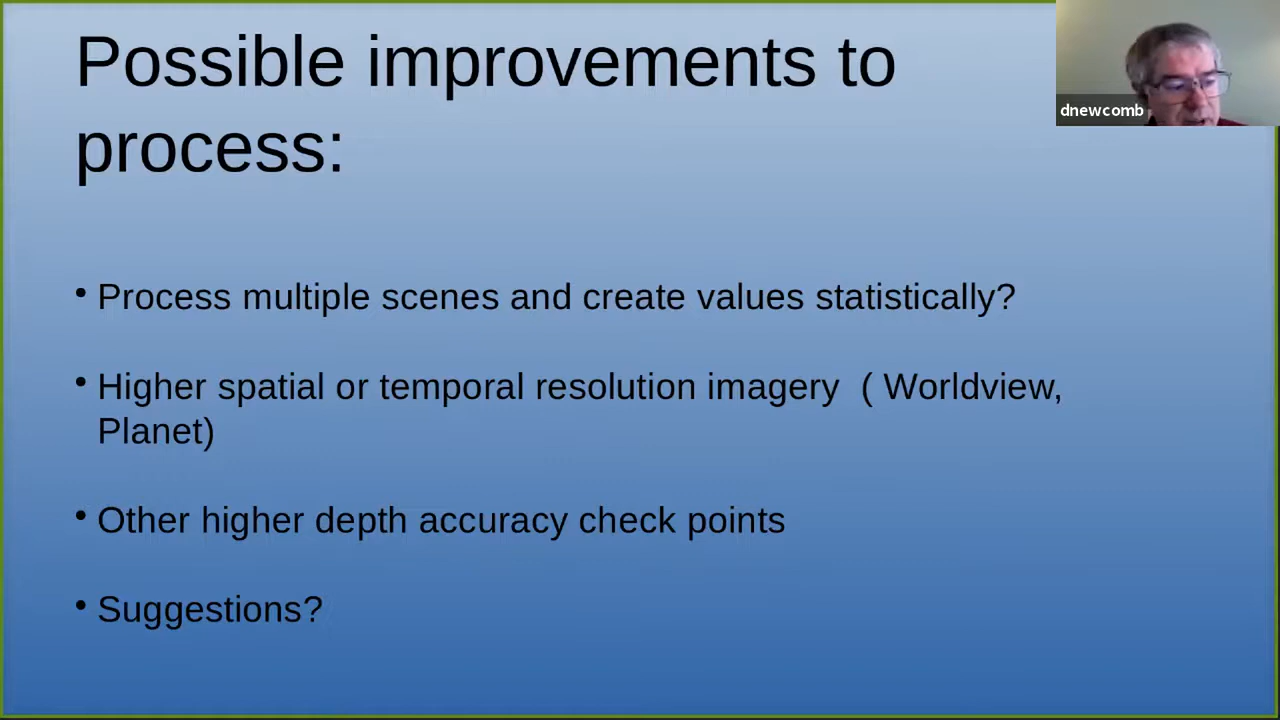 Possible improvements to
process:
dnewcomb
• Process multiple scenes and create values statistically?
• Higher spatial or temporal resolution imagery  ( Worldview,
Planet)
• Other higher depth accuracy check points
• Suggestions?